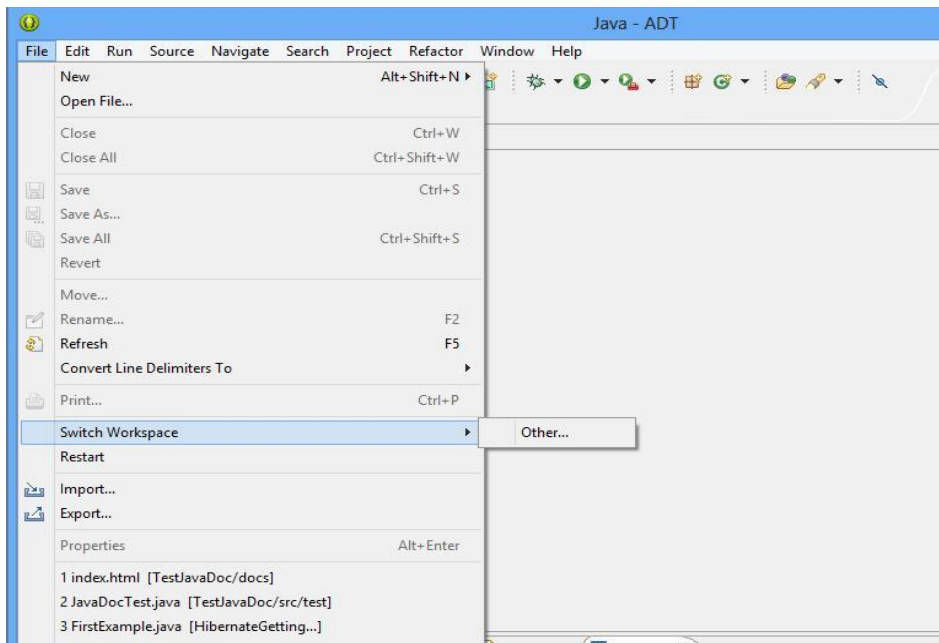 Java - ADT
File Edit Run Source Navigate Search Project Refactor Window Help
New Alt+Shift+N
Open File...
Close Ctrl+W
Close All Ctrl+Shift+W
Save Ctrl+S
Save As...
Save All Ctrl+Shift+S
Revert
Move...
Rename... F2
Refresh F5
Convert Line Delimiters To
Print... Ctrl+P
Switch Workspace Other...
Restart
Import...
Export...
Properties Alt+Enter
1 index.html [TestJavaDoc/docs]
2 JavaDocTest.java [TestJavaDoc/src/test]
3 FirstExample.java [HibernateGetting...]